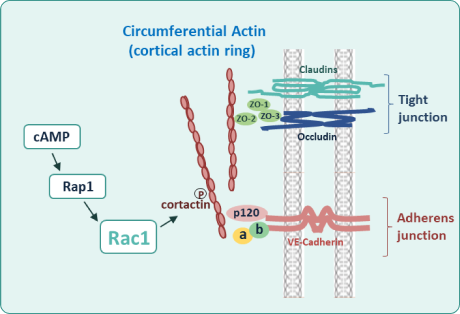 Circumferential Actin
(cortical actin ring)
Claudins
ZO-1
ZO-2
ZO-3
Occludin
Tight
junction
cAMP
Rap1
Rac1
P
cortactin
p120
a
b
VE-Cadherin
Adherens
junction